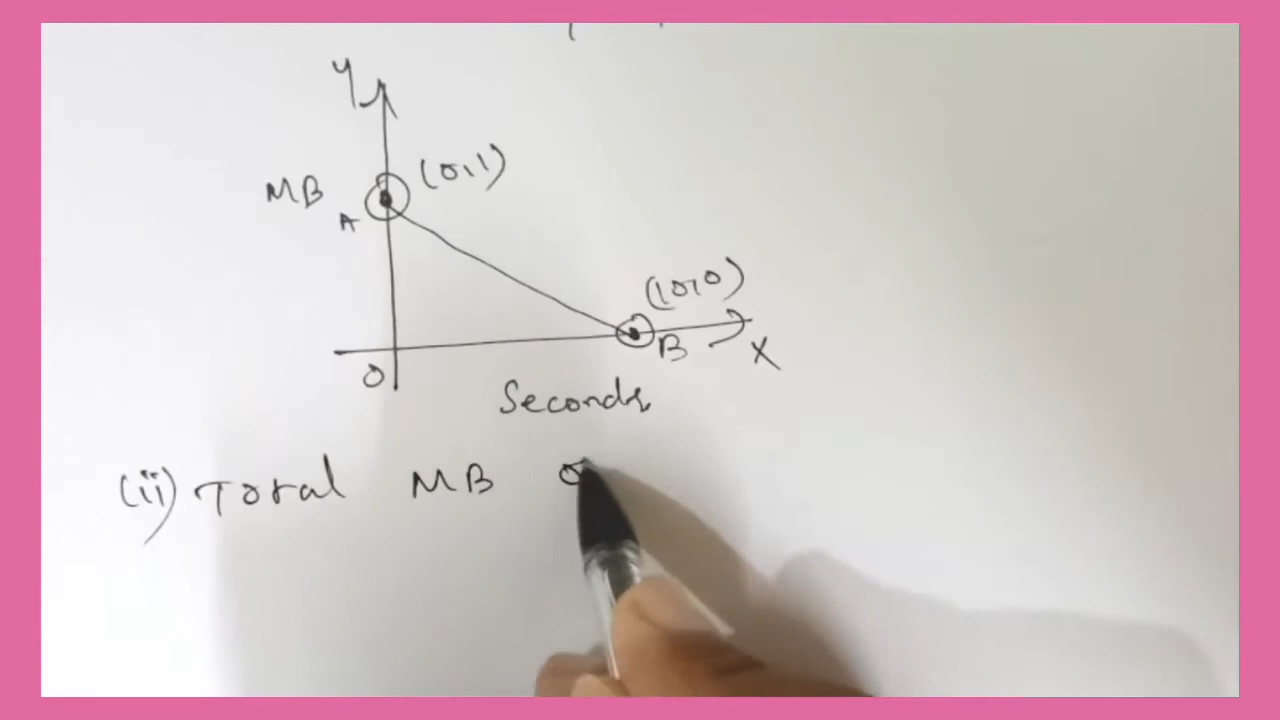 Y
(0,1)
MB
A
(10,0)
B
X
O
Seconds
(ii) Total MB